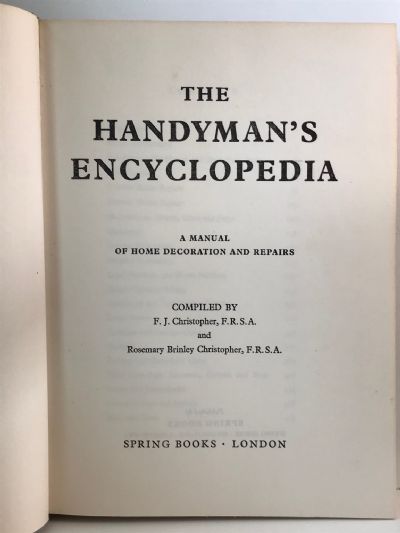 THE
HANDYMAN'S
ENCYCLOPEDIA
A MANUAL
OF HOME DECORATION AND REPAIRS
COMPILED BY
F. J. Christopher, F.R.S.A.
and
Rosemary Brinley Christopher, F.R.S.A.
SPRING BOOKS · LONDON